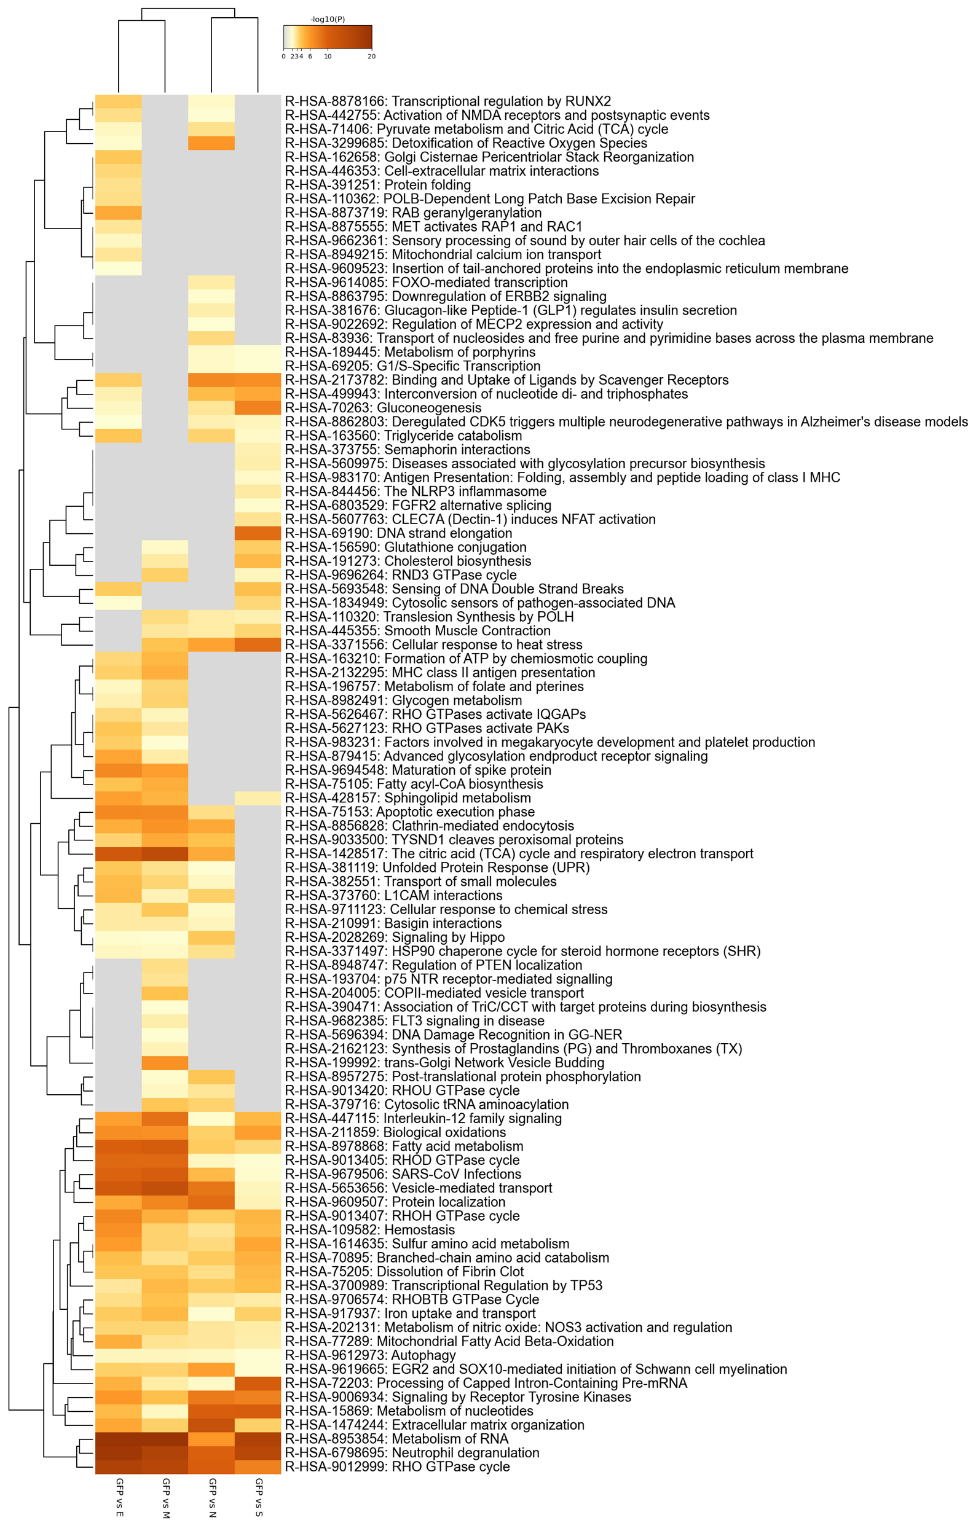 -log10(P)
0 2 3 4 6 10 20
R-HSA-8878166: Transcriptional regulation by RUNX2
R-HSA-442755: Activation of NMDA receptors and postsynaptic events
R-HSA-71406: Pyruvate metabolism and Citric Acid (TCA) cycle
R-HSA-3299685: Detoxification of Reactive Oxygen Species
R-HSA-162658: Golgi Cisternae Pericentriolar Stack Reorganization
R-HSA-446353: Cell-extracellular matrix interactions
R-HSA-391251: Protein folding
R-HSA-110362: POLB-Dependent Long Patch Base Excision Repair
R-HSA-8873719: RAB geranylgeranylation
R-HSA-8875555: MET activates RAP1 and RAC1
R-HSA-9662361: Sensory processing of sound by outer hair cells of the cochlea
R-HSA-8949215: Mitochondrial calcium ion transport
R-HSA-9609523: Insertion of tail-anchored proteins into the endoplasmic reticulum membrane
R-HSA-9614085: FOXO-mediated transcription
R-HSA-8863795: Downregulation of ERBB2 signaling
R-HSA-381676: Glucagon-like Peptide-1 (GLP1) regulates insulin secretion
R-HSA-9022692: Regulation of MECP2 expression and activity
R-HSA-83936: Transport of nucleosides and free purine and pyrimidine bases across the plasma membrane
R-HSA-189445: Metabolism of porphyrins
R-HSA-69205: G1/S-Specific Transcription
R-HSA-2173782: Binding and Uptake of Ligands by Scavenger Receptors
R-HSA-499943: Interconversion of nucleotide di- and triphosphates
R-HSA-70263: Gluconeogenesis
R-HSA-8862803: Deregulated CDK5 triggers multiple neurodegenerative pathways in Alzheimer's disease models
R-HSA-163560: Triglyceride catabolism
R-HSA-373755: Semaphorin interactions
R-HSA-5609975: Diseases associated with glycosylation precursor biosynthesis
R-HSA-983170: Antigen Presentation: Folding, assembly and peptide loading of class I MHC
R-HSA-844456: The NLRP3 inflammasome
R-HSA-6803529: FGFR2 alternative splicing
R-HSA-5607763: CLEC7A (Dectin-1) induces NFAT activation
R-HSA-69190: DNA strand elongation
R-HSA-156590: Glutathione conjugation
R-HSA-191273: Cholesterol biosynthesis
R-HSA-9696264: RND3 GTPase cycle
R-HSA-5693548: Sensing of DNA Double Strand Breaks
R-HSA-1834949: Cytosolic sensors of pathogen-associated DNA
R-HSA-110320: Translesion Synthesis by POLH
R-HSA-445355: Smooth Muscle Contraction
R-HSA-3371556: Cellular response to heat stress
R-HSA-163210: Formation of ATP by chemiosmotic coupling
R-HSA-2132295: MHC class II antigen presentation
R-HSA-196757: Metabolism of folate and pterines
R-HSA-8982491: Glycogen metabolism
R-HSA-5626467: RHO GTPases activate IQGAPs
R-HSA-5627123: RHO GTPases activate PAKs
R-HSA-983231: Factors involved in megakaryocyte development and platelet production
R-HSA-879415: Advanced glycosylation endproduct receptor signaling
R-HSA-9694548: Maturation of spike protein
R-HSA-75105: Fatty acyl-CoA biosynthesis
R-HSA-428157: Sphingolipid metabolism
R-HSA-75153: Apoptotic execution phase
R-HSA-8856828: Clathrin-mediated endocytosis
R-HSA-9033500: TYSND1 cleaves peroxisomal proteins
R-HSA-1428517: The citric acid (TCA) cycle and respiratory electron transport
R-HSA-381119: Unfolded Protein Response (UPR)
R-HSA-382551: Transport of small molecules
R-HSA-373760: L1CAM interactions
R-HSA-9711123: Cellular response to chemical stress
R-HSA-210991: Basigin interactions
R-HSA-2028269: Signaling by Hippo
R-HSA-3371497: HSP90 chaperone cycle for steroid hormone receptors (SHR)
R-HSA-8948747: Regulation of PTEN localization
R-HSA-193704: p75 NTR receptor-mediated signalling
R-HSA-204005: COPII-mediated vesicle transport
R-HSA-390471: Association of TriC/CCT with target proteins during biosynthesis
R-HSA-9682385: FLT3 signaling in disease
R-HSA-5696394: DNA Damage Recognition in GG-NER
R-HSA-2162123: Synthesis of Prostaglandins (PG) and Thromboxanes (TX)
R-HSA-199992: trans-Golgi Network Vesicle Budding
R-HSA-8957275: Post-translational protein phosphorylation
R-HSA-9013420: RHOU GTPase cycle
R-HSA-379716: Cytosolic tRNA aminoacylation
R-HSA-447115: Interleukin-12 family signaling
R-HSA-211859: Biological oxidations
R-HSA-8978868: Fatty acid metabolism
R-HSA-9013405: RHOD GTPase cycle
R-HSA-9679506: SARS-CoV Infections
R-HSA-5653656: Vesicle-mediated transport
R-HSA-9609507: Protein localization
R-HSA-9013407: RHOH GTPase cycle
R-HSA-109582: Hemostasis
R-HSA-1614635: Sulfur amino acid metabolism
R-HSA-70895: Branched-chain amino acid catabolism
R-HSA-75205: Dissolution of Fibrin Clot
R-HSA-3700989: Transcriptional Regulation by TP53
R-HSA-9706574: RHOBTB GTPase Cycle
R-HSA-917937: Iron uptake and transport
R-HSA-202131: Metabolism of nitric oxide: NOS3 activation and regulation
R-HSA-77289: Mitochondrial Fatty Acid Beta-Oxidation
R-HSA-9612973: Autophagy
R-HSA-9619665: EGR2 and SOX10-mediated initiation of Schwann cell myelination
R-HSA-72203: Processing of Capped Intron-Containing Pre-mRNA
R-HSA-9006934: Signaling by Receptor Tyrosine Kinases
R-HSA-15869: Metabolism of nucleotides
R-HSA-1474244: Extracellular matrix organization
R-HSA-8953854: Metabolism of RNA
R-HSA-6798695: Neutrophil degranulation
R-HSA-9012999: RHO GTPase cycle
GFP vs E
GFP vs M
GFP vs N
GFP vs S